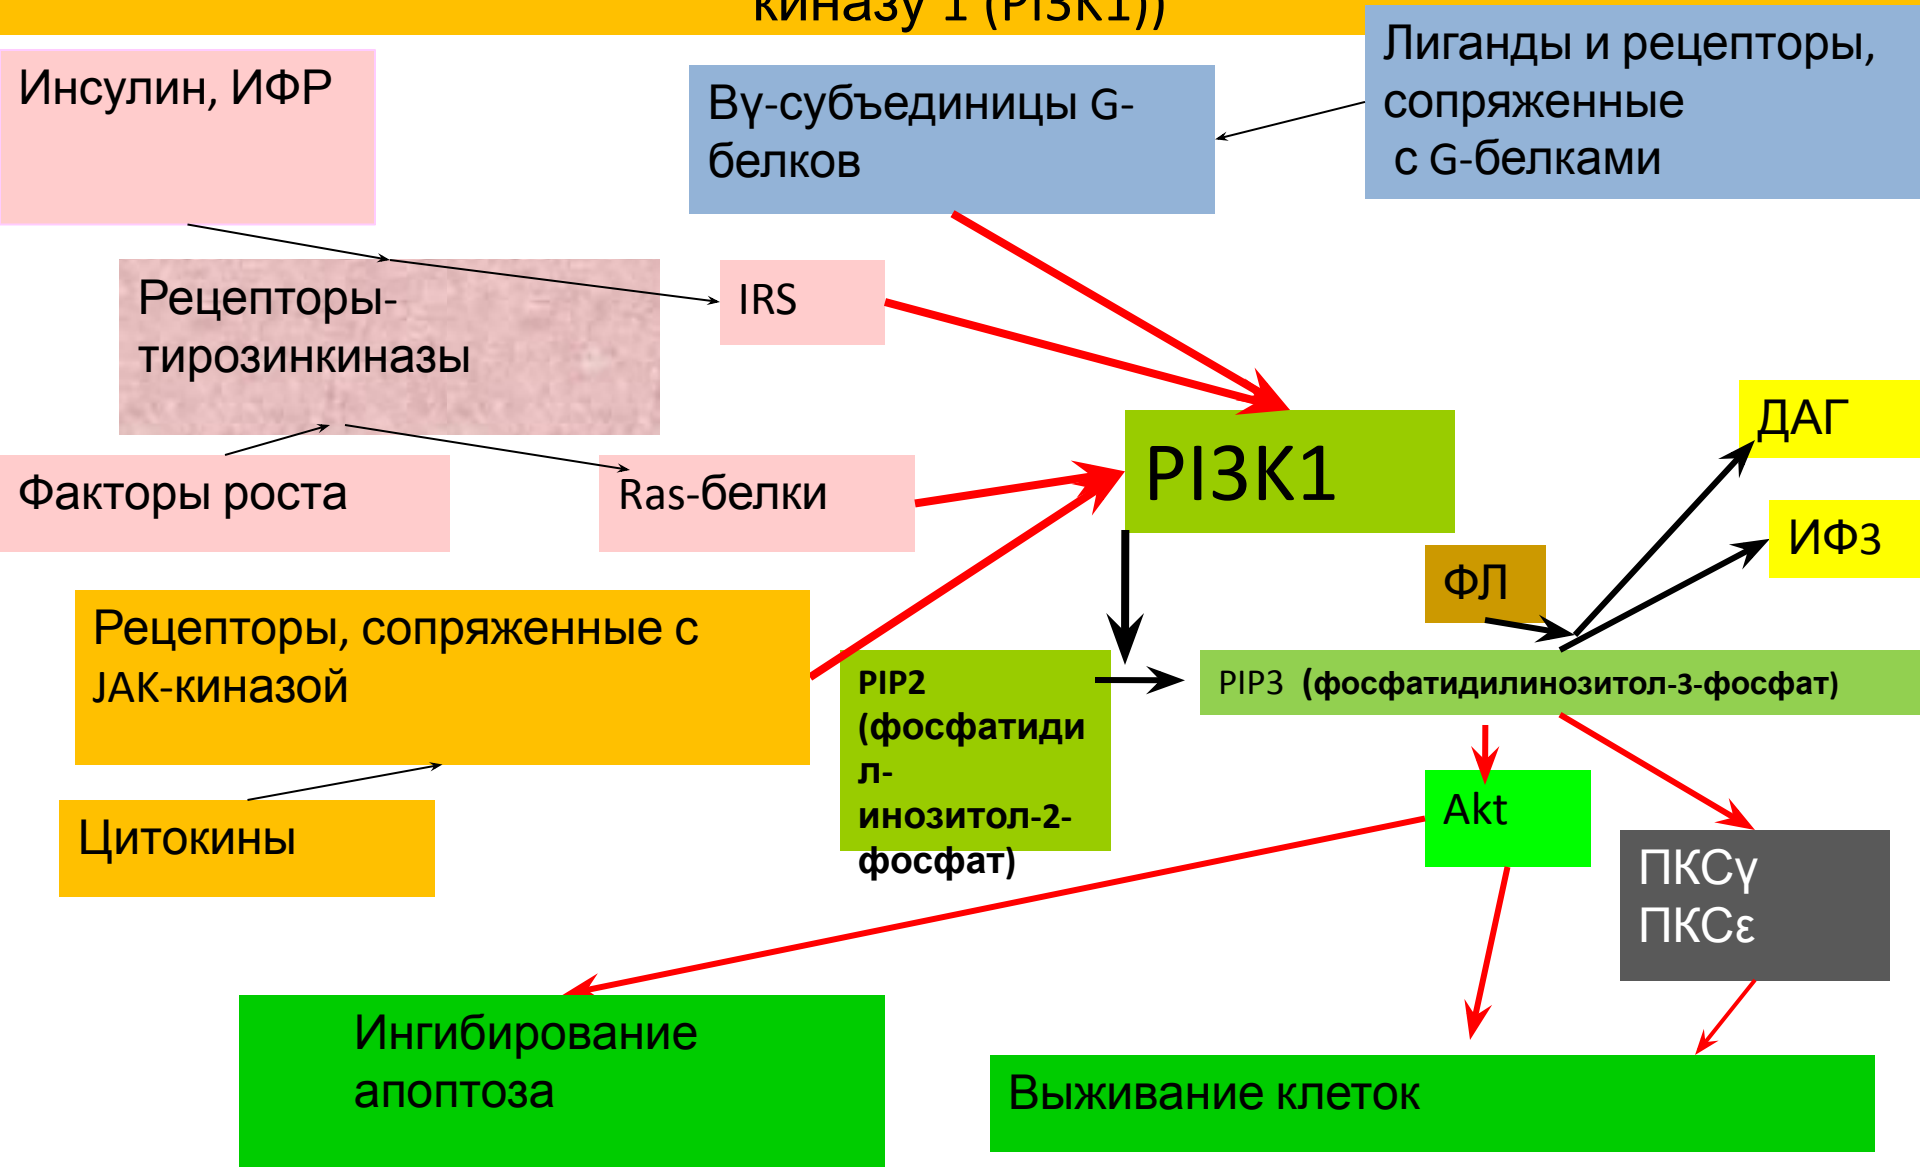 киназу 1 (PI3K1))
Инсулин, ИФР
Βγ-субъединицы G-
белков
Лиганды и рецепторы,
сопряженные
с G-белками
Рецепторы-
тирозинкиназы
IRS
Факторы роста
Ras-белки
PI3K1
ДАГ
ИФ3
ФЛ
Рецепторы, сопряженные с
JAK-киназой
PIP2
(фосфатиди
л-
инозитол-2-
фосфат)
PIP3 (фосфатидилинозитол-3-фосфат)
Akt
Цитокины
ПКСγ
ПКСε
Ингибирование
апоптоза
Выживание клеток